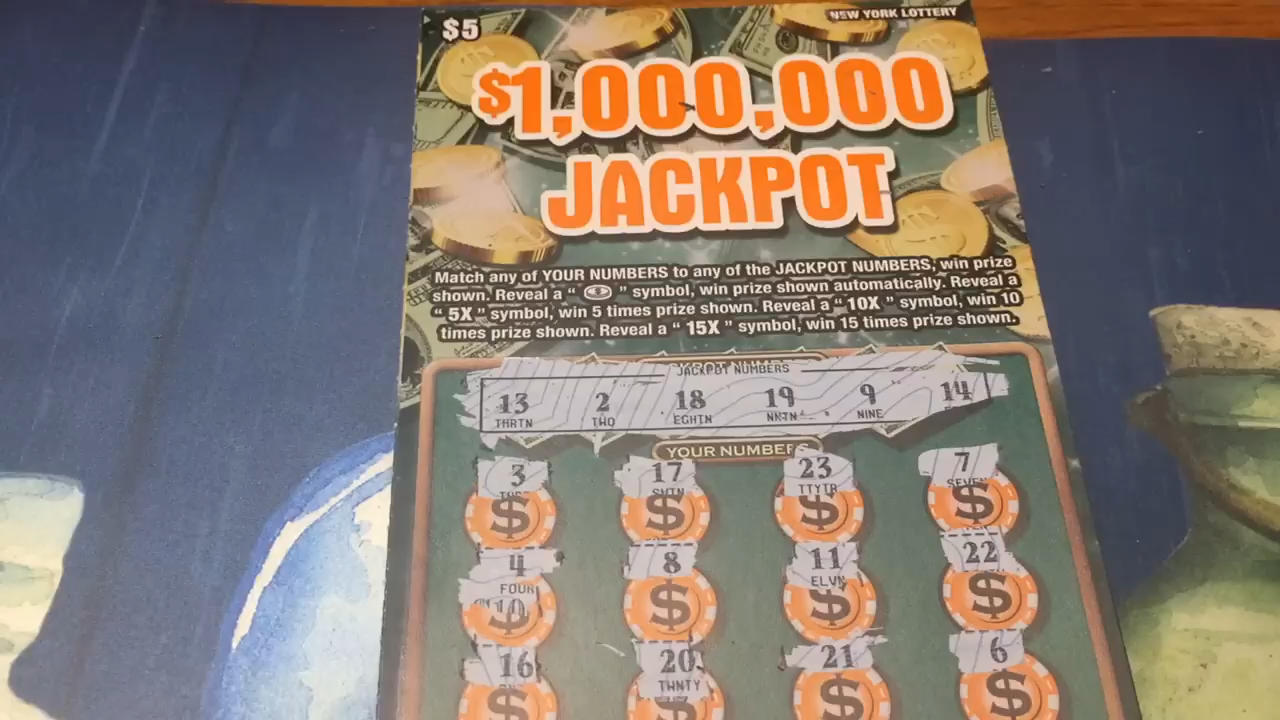 $5
NEW YORK LOTTERY
$1,000,000
JACKPOT
Match any of YOUR NUMBERS to any of the JACKPOT NUMBERS, win prize
shown. Reveal a " " symbol, win prize shown automatically. Reveal a
" 5X " symbol, win 5 times prize shown. Reveal a " 10X " symbol, win 10
times prize shown. Reveal a " 15X " symbol, win 15 times prize shown.
JACKPOT NUMBERS
13 2 18 19 9 14
THRTN TWO EGHTN NNTN NINE
YOUR NUMBERS
3 17 23 7
SVTN TTYTR SEVEN
$ $ $ $
4 8 11 22
FOUR ELVN
$ $ $ $
16 20 21 6
TWNTY
$ $ $ $